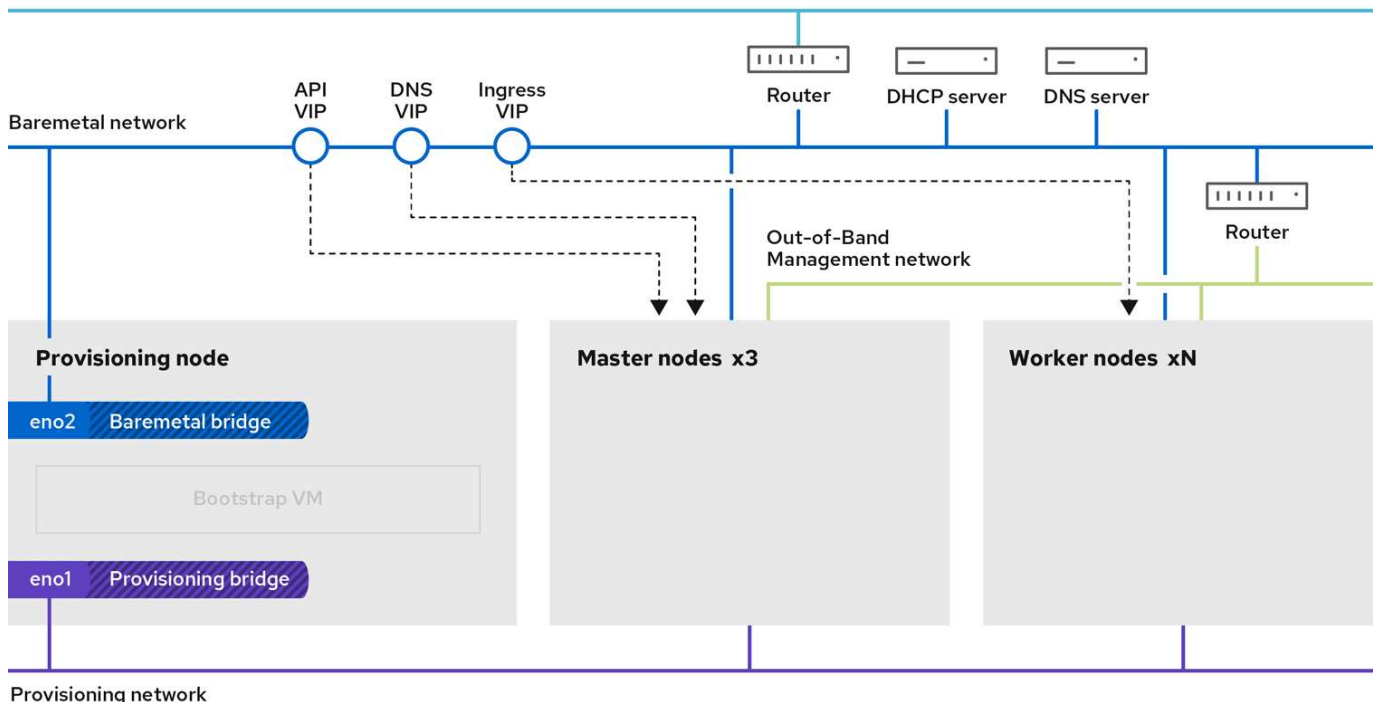 API
VIP
DNS
VIP
Ingress
VIP
Router
DHCP server
DNS server
Baremetal network
Router
Out-of-Band
Management network
Provisioning node
Master nodes x3
Worker nodes xN
eno2
Baremetal bridge
Bootstrap VM
eno1
Provisioning bridge
Provisioning network